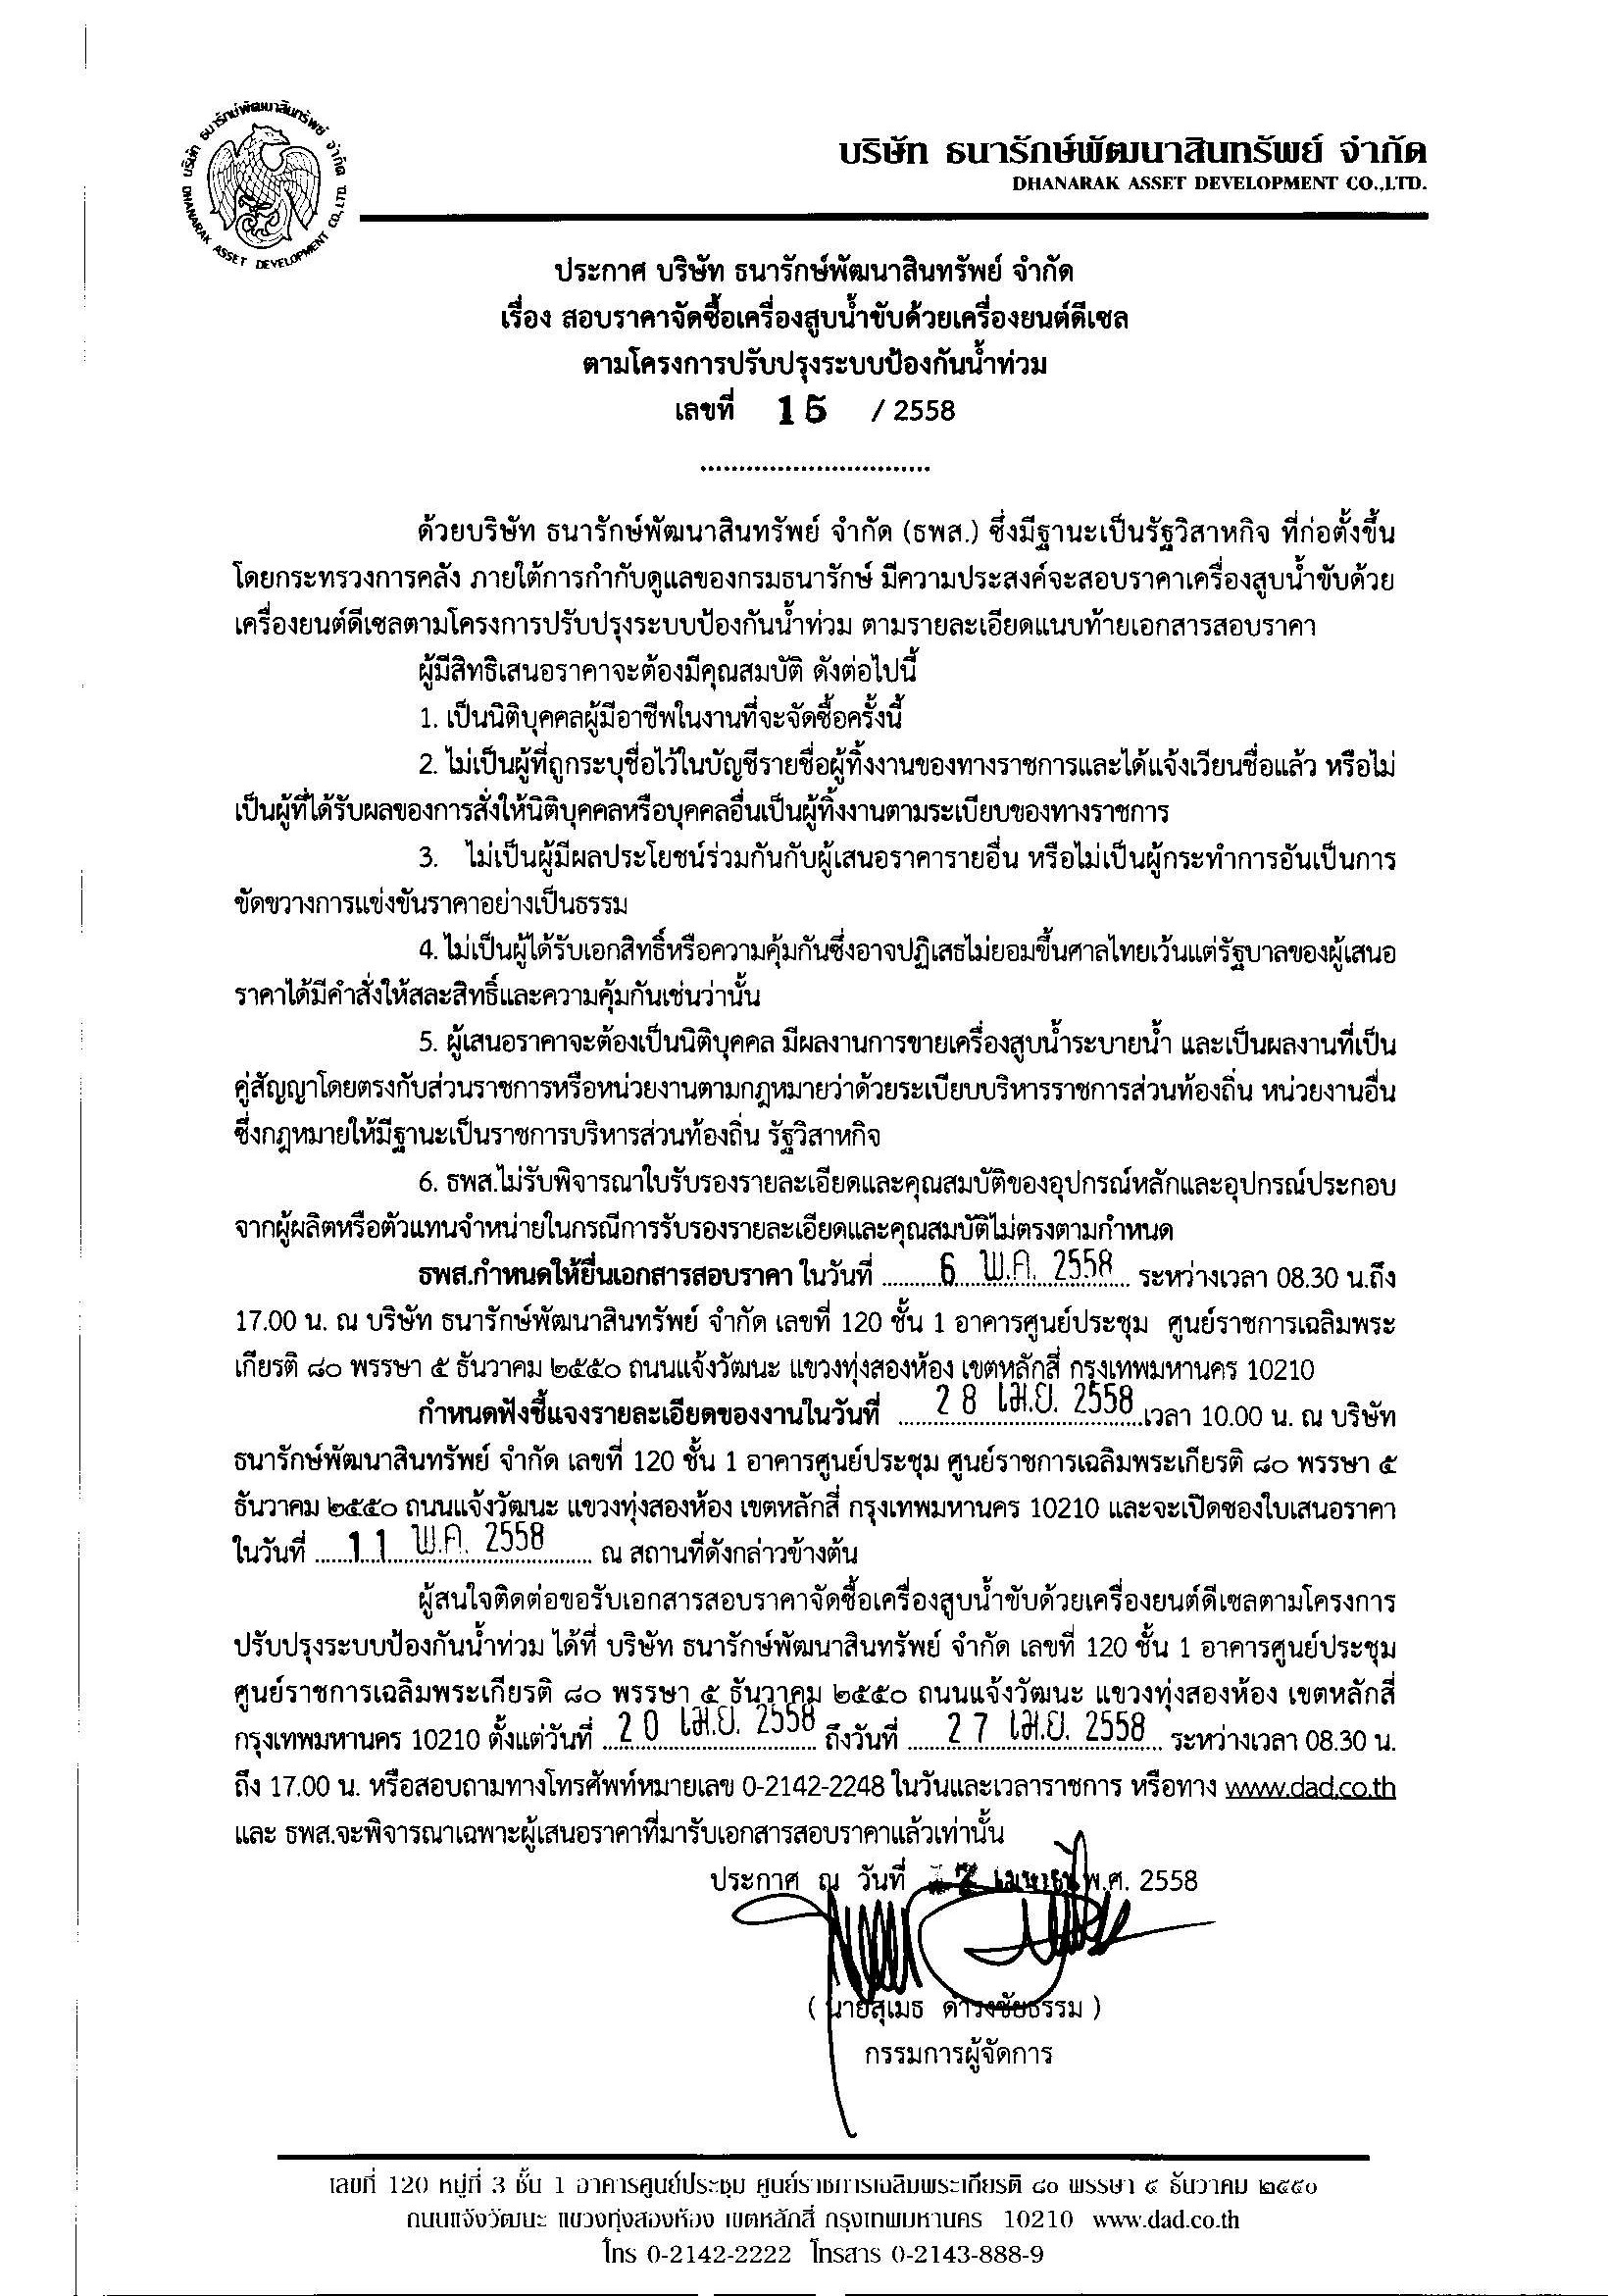 บริษัท ธนารักษ์พัฒนาสินทรัพย์ จำกัด
DHANARAK ASSET DEVELOPMENT CO.,LTD.
บริษัท ธนารักษ์พัฒนาสินทรัพย์ จำกัด
DHANARAK ASSET DEVELOPMENT CO.,LTD.
ประกาศ บริษัท ธนารักษ์พัฒนาสินทรัพย์ จำกัด
เรื่อง สอบราคาจัดซื้อเครื่องสูบน้ำขับด้วยเครื่องยนต์ดีเซล
ตามโครงการปรับปรุงระบบป้องกันน้ำท่วม
เลขที่ 15 / 2558
..............................
ด้วยบริษัท ธนารักษ์พัฒนาสินทรัพย์ จำกัด (ธพส.) ซึ่งมีฐานะเป็นรัฐวิสาหกิจ ที่ก่อตั้งขึ้น
โดยกระทรวงการคลัง ภายใต้การกำกับดูแลของกรมธนารักษ์ มีความประสงค์จะสอบราคาเครื่องสูบน้ำขับด้วย
เครื่องยนต์ดีเซลตามโครงการปรับปรุงระบบป้องกันน้ำท่วม ตามรายละเอียดแนบท้ายเอกสารสอบราคา
ผู้มีสิทธิเสนอราคาจะต้องมีคุณสมบัติ ดังต่อไปนี้
1. เป็นนิติบุคคลผู้มีอาชีพในงานที่จะจัดซื้อครั้งนี้
2. ไม่เป็นผู้ที่ถูกระบุชื่อไว้ในบัญชีรายชื่อผู้ทิ้งงานของทางราชการและได้แจ้งเวียนชื่อแล้ว หรือไม่
เป็นผู้ที่ได้รับผลของการสั่งให้นิติบุคคลหรือบุคคลอื่นเป็นผู้ทิ้งงานตามระเบียบของทางราชการ
3. ไม่เป็นผู้มีผลประโยชน์ร่วมกันกับผู้เสนอราคารายอื่น หรือไม่เป็นผู้กระทำการอันเป็นการ
ขัดขวางการแข่งขันราคาอย่างเป็นธรรม
4. ไม่เป็นผู้ได้รับเอกสิทธิ์หรือความคุ้มกันซึ่งอาจปฏิเสธไม่ยอมขึ้นศาลไทยเว้นแต่รัฐบาลของผู้เสนอ
ราคาได้มีคำสั่งให้สละสิทธิ์และความคุ้มกันเช่นว่านั้น
5. ผู้เสนอราคาจะต้องเป็นนิติบุคคล มีผลงานการขายเครื่องสูบน้ำระบายน้ำ และเป็นผลงานที่เป็น
คู่สัญญาโดยตรงกับส่วนราชการหรือหน่วยงานตามกฎหมายว่าด้วยระเบียบบริหารราชการส่วนท้องถิ่น หน่วยงานอื่น
ซึ่งกฎหมายให้มีฐานะเป็นราชการบริหารส่วนท้องถิ่น รัฐวิสาหกิจ
6. ธพส.ไม่รับพิจารณาใบรับรองรายละเอียดและคุณสมบัติของอุปกรณ์หลักและอุปกรณ์ประกอบ
จากผู้ผลิตหรือตัวแทนจำหน่ายในกรณีการรับรองรายละเอียดและคุณสมบัติไม่ตรงตามกำหนด
ธพส.กำหนดให้ยื่นเอกสารสอบราคา ในวันที่ 6 พ.ค. 2558 ระหว่างเวลา 08.30 น.ถึง
17.00 น. ณ บริษัท ธนารักษ์พัฒนาสินทรัพย์ จำกัด เลขที่ 120 ชั้น 1 อาคารศูนย์ประชุม ศูนย์ราชการเฉลิมพระ
เกียรติ ๘๐ พรรษา ๕ ธันวาคม ๒๕๕๐ ถนนแจ้งวัฒนะ แขวงทุ่งสองห้อง เขตหลักสี่ กรุงเทพมหานคร 10210
กำหนดฟังชี้แจงรายละเอียดของงานในวันที่ 28 เม.ย. 2558 เวลา 10.00 น. ณ บริษัท
ธนารักษ์พัฒนาสินทรัพย์ จำกัด เลขที่ 120 ชั้น 1 อาคารศูนย์ประชุม ศูนย์ราชการเฉลิมพระเกียรติ ๘๐ พรรษา ๕
ธันวาคม ๒๕๕๐ ถนนแจ้งวัฒนะ แขวงทุ่งสองห้อง เขตหลักสี่ กรุงเทพมหานคร 10210 และจะเปิดซองใบเสนอราคา
ในวันที่ 11 พ.ค. 2558 ณ สถานที่ดังกล่าวข้างต้น
ผู้สนใจติดต่อขอรับเอกสารสอบราคาจัดซื้อเครื่องสูบน้ำขับด้วยเครื่องยนต์ดีเซลตามโครงการ
ปรับปรุงระบบป้องกันน้ำท่วม ได้ที่ บริษัท ธนารักษ์พัฒนาสินทรัพย์ จำกัด เลขที่ 120 ชั้น 1 อาคารศูนย์ประชุม
ศูนย์ราชการเฉลิมพระเกียรติ ๘๐ พรรษา ๕ ธันวาคม ๒๕๕๐ ถนนแจ้งวัฒนะ แขวงทุ่งสองห้อง เขตหลักสี่
กรุงเทพมหานคร 10210 ตั้งแต่วันที่ 20 เม.ย. 2558 ถึงวันที่ 27 เม.ย. 2558 ระหว่างเวลา 08.30 น.
ถึง 17.00 น. หรือสอบถามทางโทรศัพท์หมายเลข 0-2142-2248 ในวันและเวลาราชการ หรือทาง www.dad.co.th
และ ธพส.จะพิจารณาเฉพาะผู้เสนอราคาที่มารับเอกสารสอบราคาแล้วเท่านั้น
ประกาศ ณ วันที่ พ.ศ. 2558
( นายสุเมธ ดำรงชัยธรรม )
กรรมการผู้จัดการ
เลขที่ 120 หมู่ที่ 3 ชั้น 1 อาคารศูนย์ประชุม ศูนย์ราชการเฉลิมพระเกียรติ ๘๐ พรรษา ๕ ธันวาคม ๒๕๕๐
ถนนแจ้งวัฒนะ แขวงทุ่งสองห้อง เขตหลักสี่ กรุงเทพมหานคร 10210 www.dad.co.th
โทร 0-2142-2222 โทรสาร 0-2143-888-9